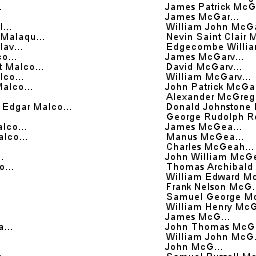 .
l...
Malaqu...
lav...
co...
t Malco...
lco...
Malco...
Edgar Malco...
alco...
alco...
..
o...
a...
James Patrick McG
James McGar...
William John McGa
Nevin Saint Clair M
Edgecombe William
James McGarv...
David McGarv...
William McGarv...
John Patrick McGa
Alexander McGreg
Donald Johnstone
George Rudolph R
James McGea...
Manus McGea...
Charles McGeah...
John William McGe
Thomas Archibald
William Edward Mc
Frank Nelson McG.
Samuel George Mc
William Henry McG
James McG...
John Thomas McG
William John McG.
John McG...